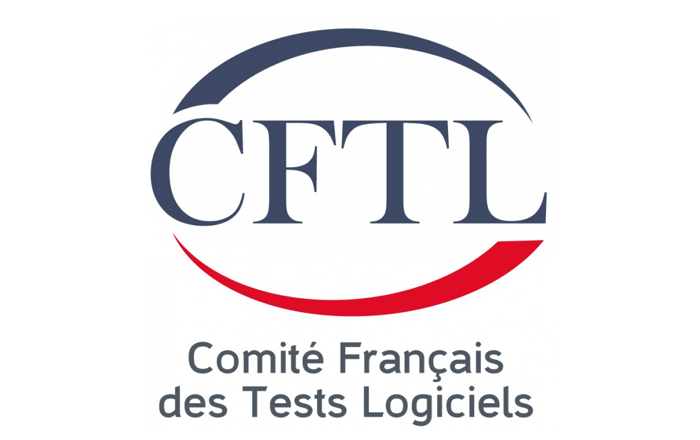 CFTL
Comité Français
des Tests Logiciels